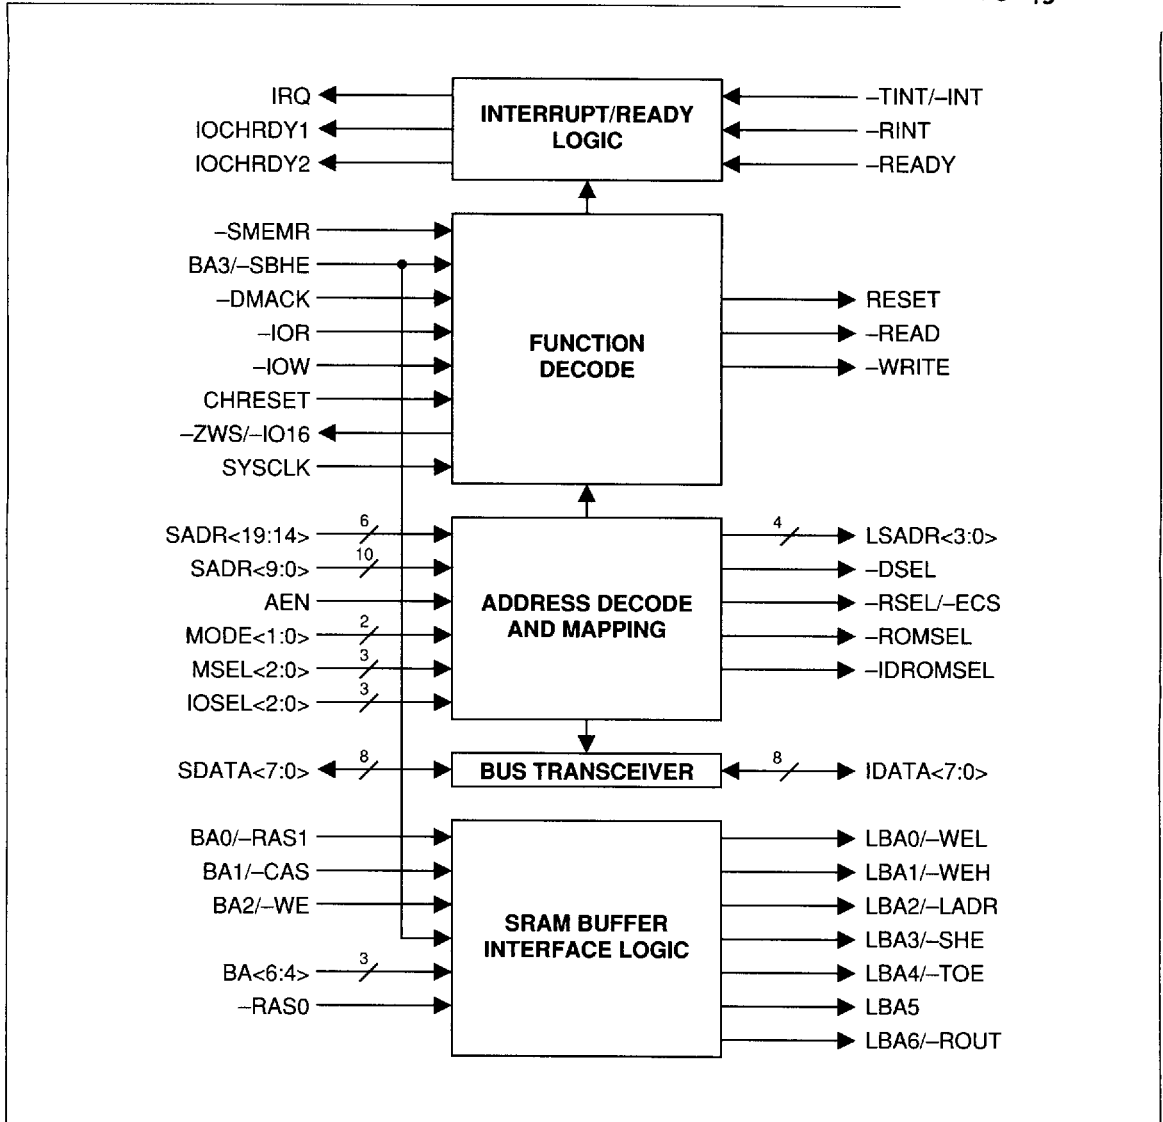 IRQ
IOCHRDY1
IOCHRDY2
INTERRUPT/READY
LOGIC
–TINT/–INT
–RINT
–READY
–SMEMR
BA3/–SBHE
–DMACK
–IOR
–IOW
CHRESET
–ZWS/–IO16
SYSCLK
FUNCTION
DECODE
RESET
–READ
–WRITE
SADR<19:14>
6
SADR<9:0>
10
AEN
MODE<1:0>
2
MSEL<2:0>
3
IOSEL<2:0>
3
ADDRESS DECODE
AND MAPPING
4
LSADR<3:0>
–DSEL
–RSEL/–ECS
–ROMSEL
–IDROMSEL
SDATA<7:0>
8
BUS TRANSCEIVER
8
IDATA<7:0>
BA0/–RAS1
BA1/–CAS
BA2/–WE
BA<6:4>
3
–RAS0
SRAM BUFFER
INTERFACE LOGIC
LBA0/–WEL
LBA1/–WEH
LBA2/–LADR
LBA3/–SHE
LBA4/–TOE
LBA5
LBA6/–ROUT